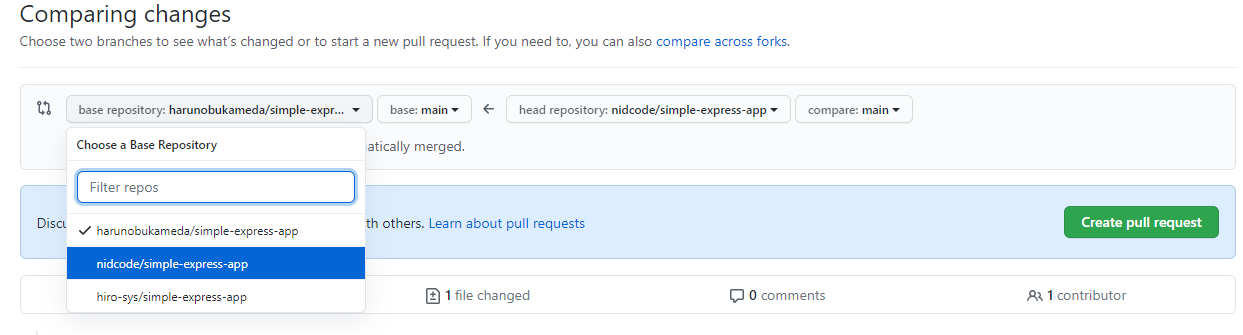 Comparing changes
Choose two branches to see what's changed or to start a new pull request. If you need to, you can also compare across forks.
base repository: harunobukameda/simple-expr... base: main head repository: nidcode/simple-express-app compare: main
Choose a Base Repository
atically merged.
Filter repos
Discu th others. Learn about pull requests
Create pull request
harunobukameda/simple-express-app
nidcode/simple-express-app
hiro-sys/simple-express-app
1 file changed
0 comments
1 contributor